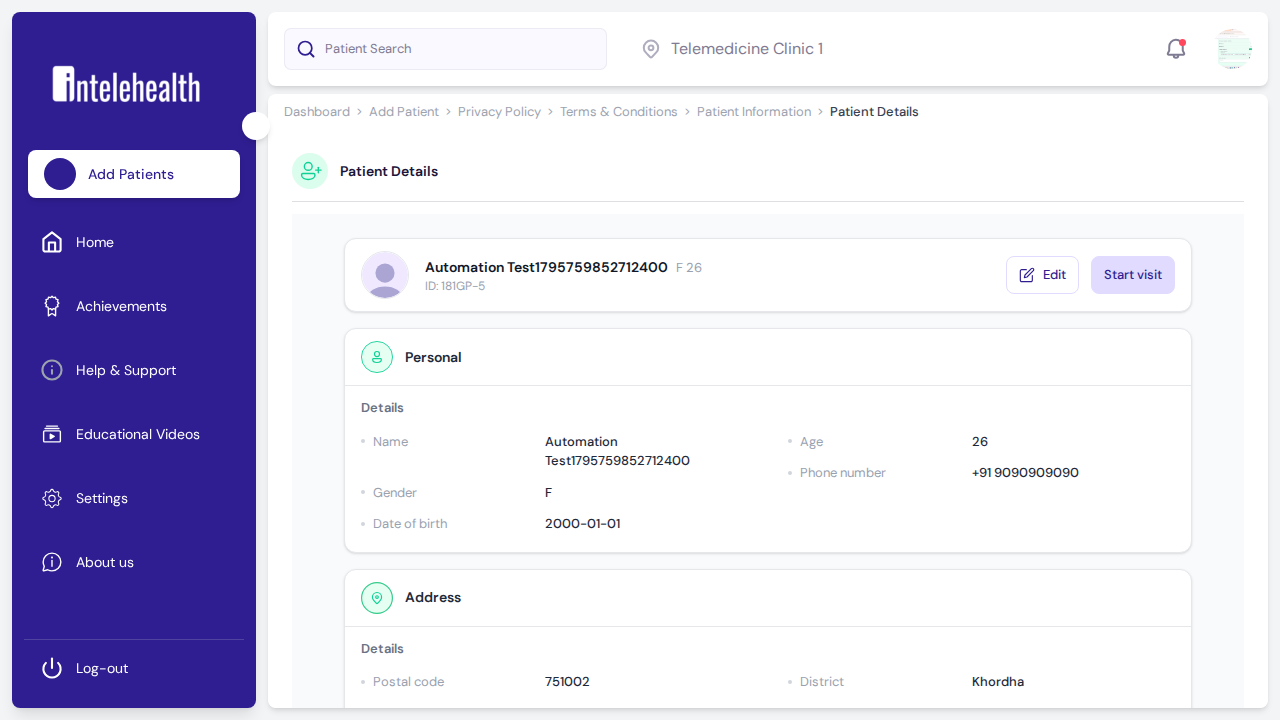 intelehealth
Add Patients
Home
Achievements
Help & Support
Educational Videos
Settings
About us
Log-out
Patient Search
Telemedicine Clinic 1
Dashboard > Add Patient > Privacy Policy > Terms & Conditions > Patient Information > Patient Details
Patient Details
Automation Test1795759852712400 F 26
ID: 181GP-5
Edit
Start visit
Personal
Details
Name Automation Test1795759852712400
Gender F
Date of birth 2000-01-01
Age 26
Phone number +91 9090909090
Address
Details
Postal code 751002
District Khordha